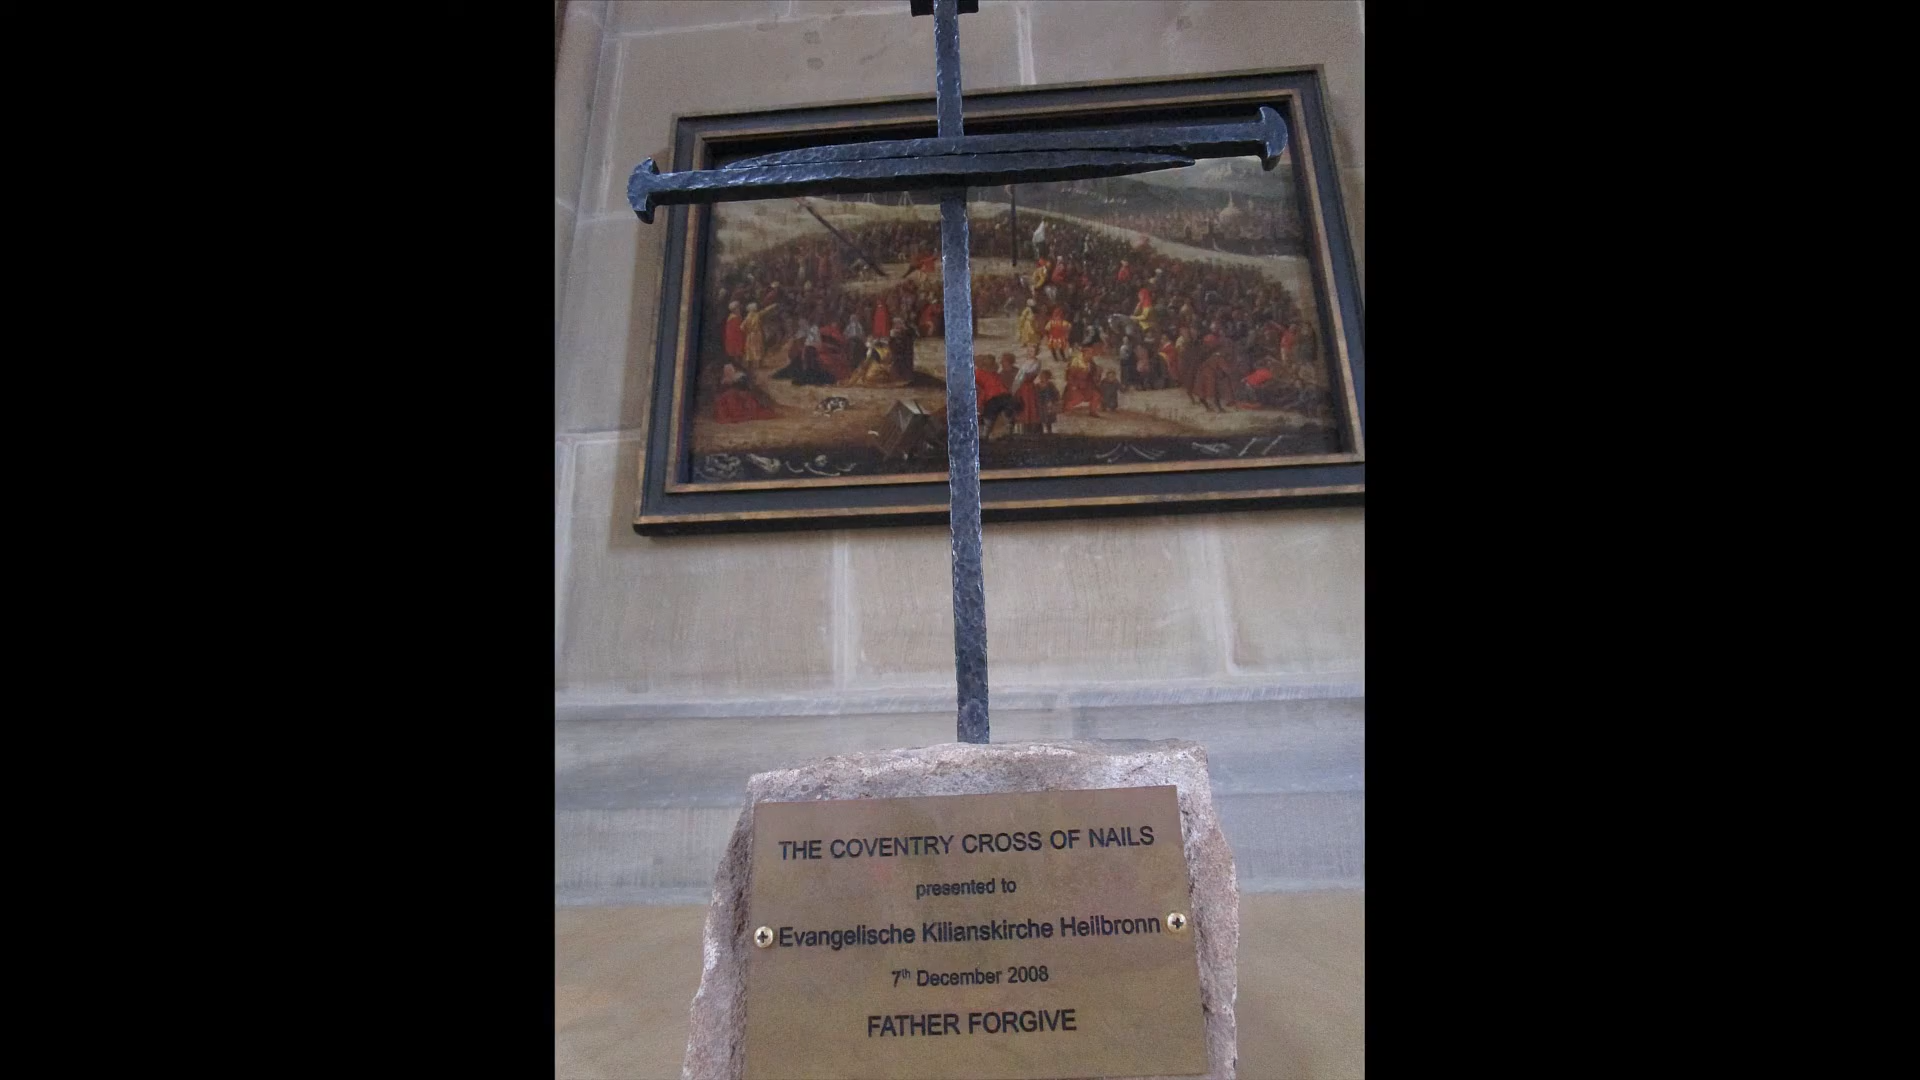 THE COVENTRY CROSS OF NAILS
presented to
Evangelische Kilianskirche Heilbronn
7th December 2008
FATHER FORGIVE